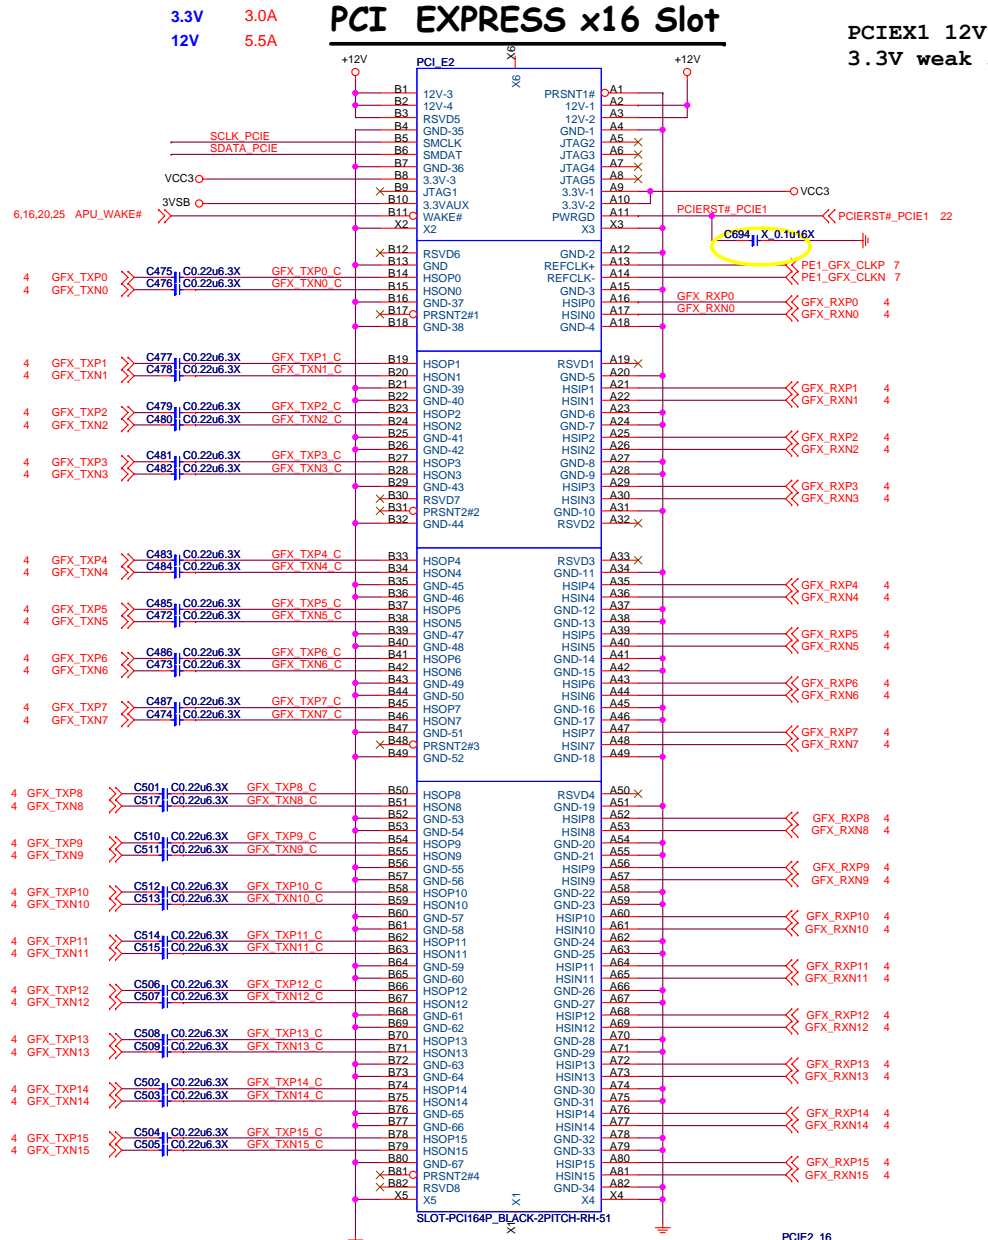 3.3V 3.0A
12V 5.5A
PCI EXPRESS x16 Slot
PCIEX1 12V
3.3V weak
+12V PCI_E2 X6 +12V
X6
B1 12V-3 PRSNT1# A1
B2 12V-4 12V-1 A2
B3 RSVD5 12V-2 A3
B4 GND-35 GND-1 A4
SCLK_PCIE B5 SMCLK JTAG2 A5
SDATA_PCIE B6 SMDAT JTAG3 A6
B7 GND-36 JTAG4 A7
VCC3 B8 3.3V-3 JTAG5 A8
B9 JTAG1 3.3V-1 A9 VCC3
3VSB B10 3.3VAUX 3.3V-2 A10
6,16,20,25 APU_WAKE# B11 WAKE# PWRGD A11 PCIERST#_PCIE1 PCIERST#_PCIE1 22
X2 X2 X3 X3
C694 X_0.1u16X
B12 RSVD6 GND-2 A12
B13 GND REFCLK+ A13 PE1_GFX_CLKP 7
4 GFX_TXP0 C475 C0.22u6.3X GFX_TXP0_C B14 HSOP0 REFCLK- A14 PE1_GFX_CLKN 7
4 GFX_TXN0 C476 C0.22u6.3X GFX_TXN0_C B15 HSON0 GND-3 A15
B16 GND-37 HSIP0 A16 GFX_RXP0 GFX_RXP0 4
B17 PRSNT2#1 HSIN0 A17 GFX_RXN0 GFX_RXN0 4
B18 GND-38 GND-4 A18
4 GFX_TXP1 C477 C0.22u6.3X GFX_TXP1_C B19 HSOP1 RSVD1 A19
4 GFX_TXN1 C478 C0.22u6.3X GFX_TXN1_C B20 HSON1 GND-5 A20
B21 GND-39 HSIP1 A21 GFX_RXP1 4
B22 GND-40 HSIN1 A22 GFX_RXN1 4
4 GFX_TXP2 C479 C0.22u6.3X GFX_TXP2_C B23 HSOP2 GND-6 A23
4 GFX_TXN2 C480 C0.22u6.3X GFX_TXN2_C B24 HSON2 GND-7 A24
B25 GND-41 HSIP2 A25 GFX_RXP2 4
B26 GND-42 HSIN2 A26 GFX_RXN2 4
4 GFX_TXP3 C481 C0.22u6.3X GFX_TXP3_C B27 HSOP3 GND-8 A27
4 GFX_TXN3 C482 C0.22u6.3X GFX_TXN3_C B28 HSON3 GND-9 A28
B29 GND-43 HSIP3 A29 GFX_RXP3 4
B30 RSVD7 HSIN3 A30 GFX_RXN3 4
B31 PRSNT2#2 GND-10 A31
B32 GND-44 RSVD2 A32
4 GFX_TXP4 C483 C0.22u6.3X GFX_TXP4_C B33 HSOP4 RSVD3 A33
4 GFX_TXN4 C484 C0.22u6.3X GFX_TXN4_C B34 HSON4 GND-11 A34
B35 GND-45 HSIP4 A35 GFX_RXP4 4
B36 GND-46 HSIN4 A36 GFX_RXN4 4
4 GFX_TXP5 C485 C0.22u6.3X GFX_TXP5_C B37 HSOP5 GND-12 A37
4 GFX_TXN5 C472 C0.22u6.3X GFX_TXN5_C B38 HSON5 GND-13 A38
B39 GND-47 HSIP5 A39 GFX_RXP5 4
B40 GND-48 HSIN5 A40 GFX_RXN5 4
4 GFX_TXP6 C486 C0.22u6.3X GFX_TXP6_C B41 HSOP6 GND-14 A41
4 GFX_TXN6 C473 C0.22u6.3X GFX_TXN6_C B42 HSON6 GND-15 A42
B43 GND-49 HSIP6 A43 GFX_RXP6 4
B44 GND-50 HSIN6 A44 GFX_RXN6 4
4 GFX_TXP7 C487 C0.22u6.3X GFX_TXP7_C B45 HSOP7 GND-16 A45
4 GFX_TXN7 C474 C0.22u6.3X GFX_TXN7_C B46 HSON7 GND-17 A46
B47 GND-51 HSIP7 A47 GFX_RXP7 4
B48 PRSNT2#3 HSIN7 A48 GFX_RXN7 4
B49 GND-52 GND-18 A49
4 GFX_TXP8 C501 C0.22u6.3X GFX_TXP8_C B50 HSOP8 RSVD4 A50
4 GFX_TXN8 C517 C0.22u6.3X GFX_TXN8_C B51 HSON8 GND-19 A51
B52 GND-53 HSIP8 A52 GFX_RXP8 4
B53 GND-54 HSIN8 A53 GFX_RXN8 4
4 GFX_TXP9 C510 C0.22u6.3X GFX_TXP9_C B54 HSOP9 GND-20 A54
4 GFX_TXN9 C511 C0.22u6.3X GFX_TXN9_C B55 HSON9 GND-21 A55
B56 GND-55 HSIP9 A56 GFX_RXP9 4
B57 GND-56 HSIN9 A57 GFX_RXN9 4
4 GFX_TXP10 C512 C0.22u6.3X GFX_TXP10_C B58 HSOP10 GND-22 A58
4 GFX_TXN10 C513 C0.22u6.3X GFX_TXN10_C B59 HSON10 GND-23 A59
B60 GND-57 HSIP10 A60 GFX_RXP10 4
B61 GND-58 HSIN10 A61 GFX_RXN10 4
4 GFX_TXP11 C514 C0.22u6.3X GFX_TXP11_C B62 HSOP11 GND-24 A62
4 GFX_TXN11 C515 C0.22u6.3X GFX_TXN11_C B63 HSON11 GND-25 A63
B64 GND-59 HSIP11 A64 GFX_RXP11 4
B65 GND-60 HSIN11 A65 GFX_RXN11 4
4 GFX_TXP12 C506 C0.22u6.3X GFX_TXP12_C B66 HSOP12 GND-26 A66
4 GFX_TXN12 C507 C0.22u6.3X GFX_TXN12_C B67 HSON12 GND-27 A67
B68 GND-61 HSIP12 A68 GFX_RXP12 4
B69 GND-62 HSIN12 A69 GFX_RXN12 4
4 GFX_TXP13 C508 C0.22u6.3X GFX_TXP13_C B70 HSOP13 GND-28 A70
4 GFX_TXN13 C509 C0.22u6.3X GFX_TXN13_C B71 HSON13 GND-29 A71
B72 GND-63 HSIP13 A72 GFX_RXP13 4
B73 GND-64 HSIN13 A73 GFX_RXN13 4
4 GFX_TXP14 C502 C0.22u6.3X GFX_TXP14_C B74 HSOP14 GND-30 A74
4 GFX_TXN14 C503 C0.22u6.3X GFX_TXN14_C B75 HSON14 GND-31 A75
B76 GND-65 HSIP14 A76 GFX_RXP14 4
B77 GND-66 HSIN14 A77 GFX_RXN14 4
4 GFX_TXP15 C504 C0.22u6.3X GFX_TXP15_C B78 HSOP15 GND-32 A78
4 GFX_TXN15 C505 C0.22u6.3X GFX_TXN15_C B79 HSON15 GND-33 A79
B80 GND-67 HSIP15 A80 GFX_RXP15 4
B81 PRSNT2#4 HSIN15 A81 GFX_RXN15 4
B82 RSVD8 GND-34 A82
X5 X5 X1 X4 X4
SLOT-PCI164P_BLACK-2PITCH-RH-51
X1
PCIE2_16